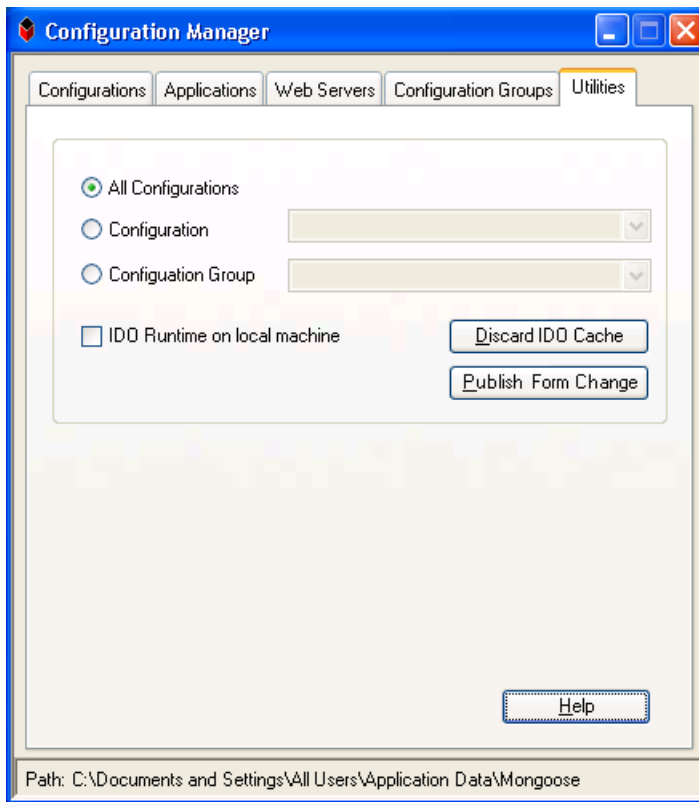 Configuration Manager
Configurations Applications Web Servers Configuration Groups Utilities
All Configurations
Configuration
Configuation Group
IDO Runtime on local machine Discard IDO Cache
Publish Form Change
Help
Path: C:\Documents and Settings\All Users\Application Data\Mongoose